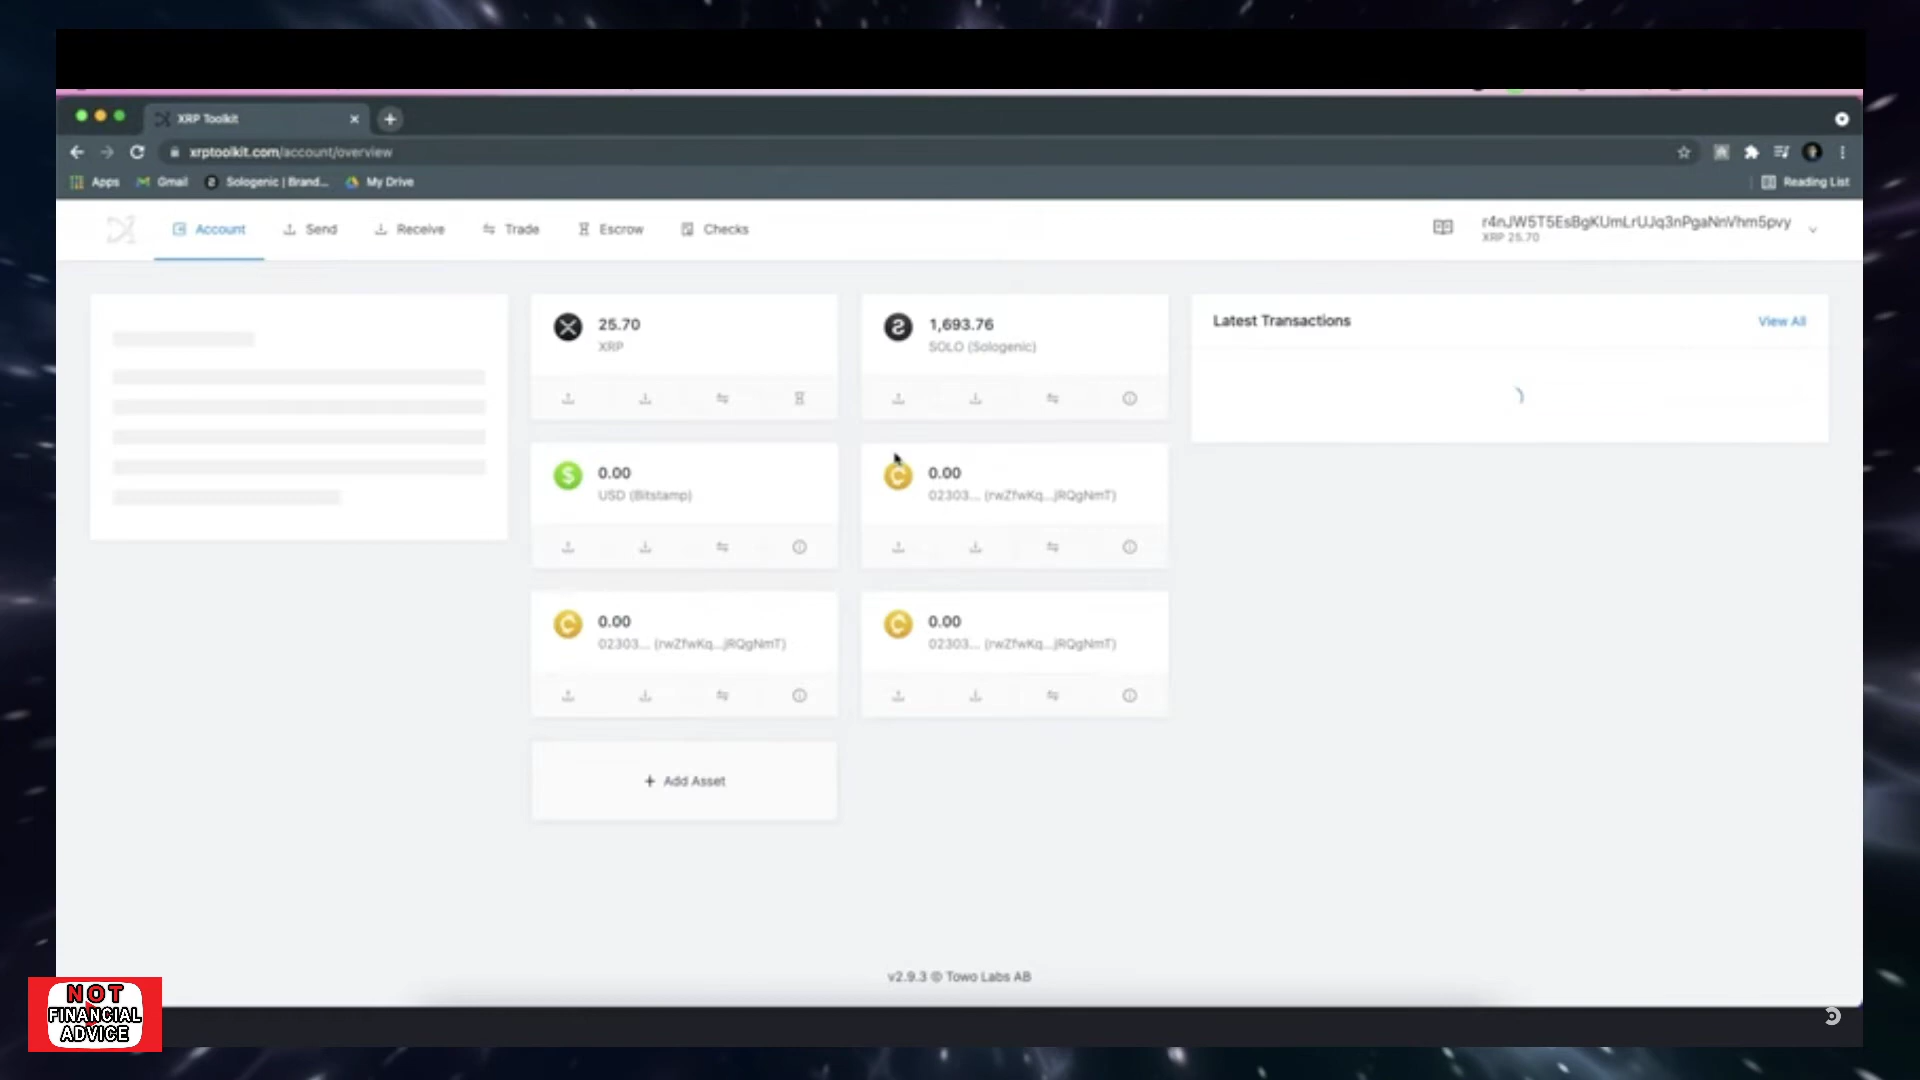 XRP Toolkit
xrptoolkit.com/account/overview
Apps
Gmail
Sologenic | Brand...
My Drive
Reading List
Account
Send
Receive
Trade
Escrow
Checks
r4nJW5T5EsBgKUmLrUJq3nPgaNnVhm5pvy
XRP 25.70
25.70
XRP
1,693.76
SOLO (Sologenic)
Latest Transactions
View All
0.00
USD (Bitstamp)
0.00
02303... (rwZfwKq...jRQgNmT)
0.00
02303... (rwZfwKq...jRQgNmT)
0.00
02303... (rwZfwKq...jRQgNmT)
+ Add Asset
v2.9.3 © Towo Labs AB
NOT
FINANCIAL
ADVICE